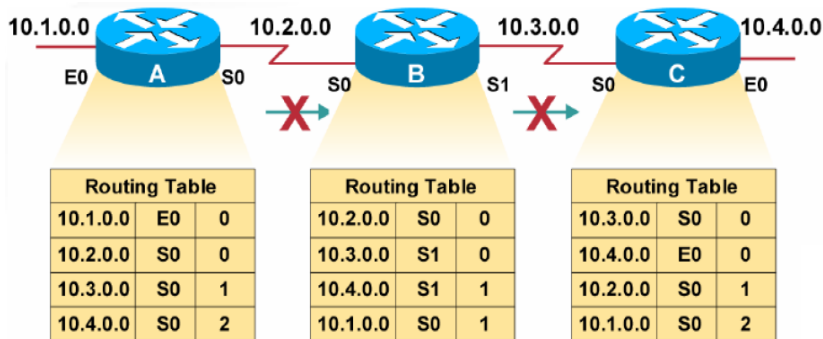 10.1.0.0 10.2.0.0 10.3.0.0 10.4.0.0
A B C
E0 S0 S0 S1 S0 E0
X X
Routing Table Routing Table Routing Table
10.1.0.0 E0 0 10.2.0.0 S0 0 10.3.0.0 S0 0
10.2.0.0 S0 0 10.3.0.0 S1 0 10.4.0.0 E0 0
10.3.0.0 S0 1 10.4.0.0 S1 1 10.2.0.0 S0 1
10.4.0.0 S0 2 10.1.0.0 S0 1 10.1.0.0 S0 2